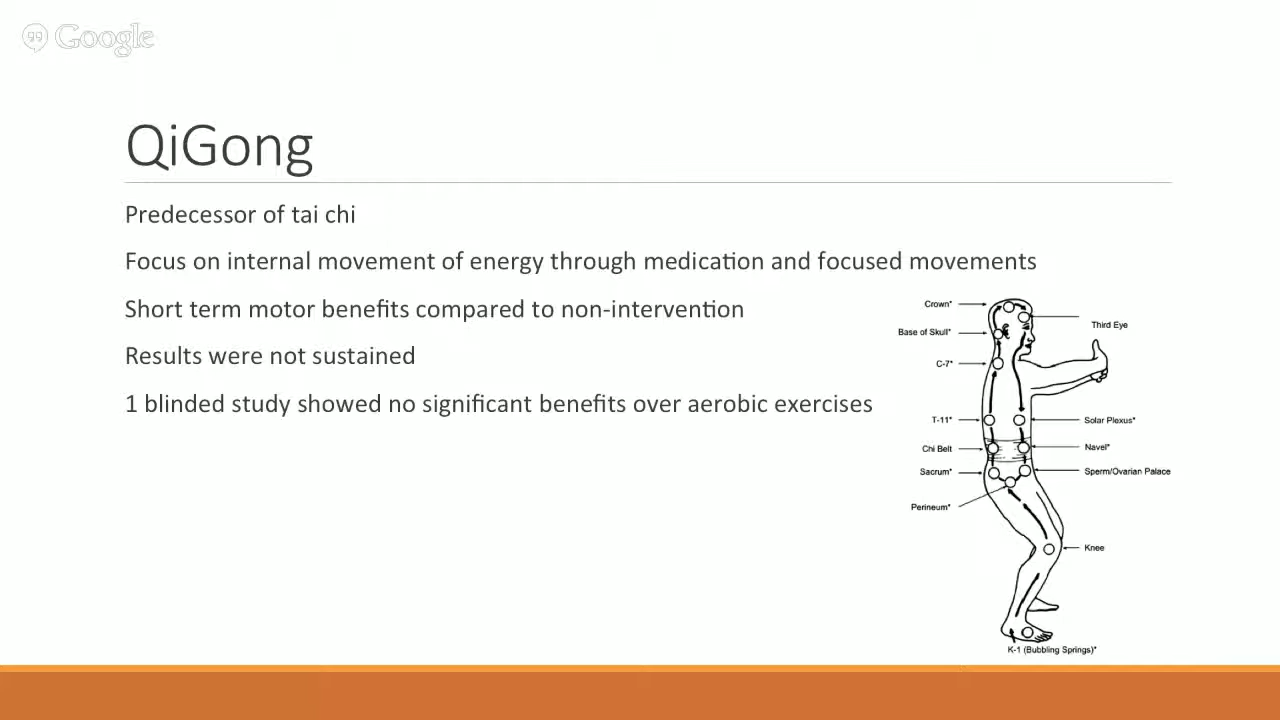 Google
QiGong
Predecessor of tai chi
Focus on internal movement of energy through medication and focused movements
Short term motor benefits compared to non-intervention
Results were not sustained
1 blinded study showed no significant benefits over aerobic exercises
Crown*
Third Eye
Base of Skull*
C-7*
T-11*
Solar Plexus*
Chi Belt
Navel*
Sacrum*
Sperm/Ovarian Palace
Perineum*
Knee
K-1 (Bubbling Springs)*